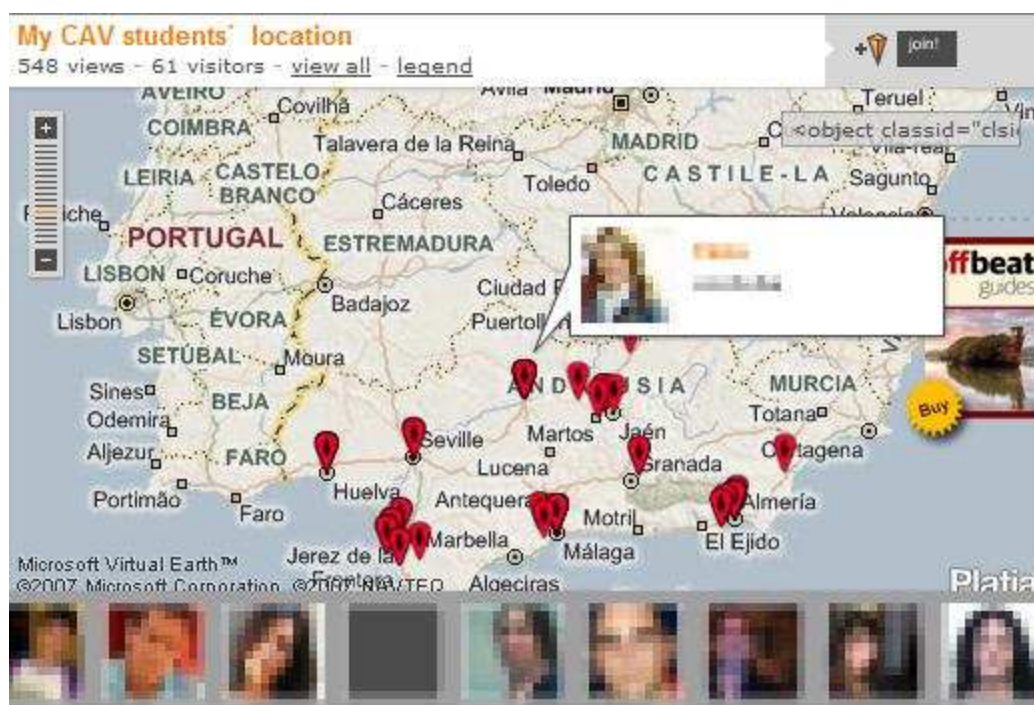 My CAV students´ location
548 views - 61 visitors - view all - legend
join!
AVEIRO
Covilhã
Avila
Madrid
Teruel
COIMBRA
Talavera de la Reina
MADRID
<object classid="clsi
LEIRIA
CASTELO
BRANCO
Toledo
CASTILE-LA
Sagunto
Cáceres
PORTUGAL
ESTREMADURA
LISBON
Coruche
Ciudad
ffbeat
guides
Lisbon
ÉVORA
Badajoz
SETÚBAL
Moura
Sines
BEJA
MURCIA
Buy
Odemira
Totana
Aljezur
FARO
Seville
Martos
Jaén
Lucena
Granada
Cartagena
Portimão
Faro
Huelva
Antequera
Motril
Almería
Jerez de la
Frontera
Marbella
Málaga
El Ejido
Algeciras
Microsoft Virtual Earth™
©2007 Microsoft Corporation ©2007 NAVTEQ
Platia